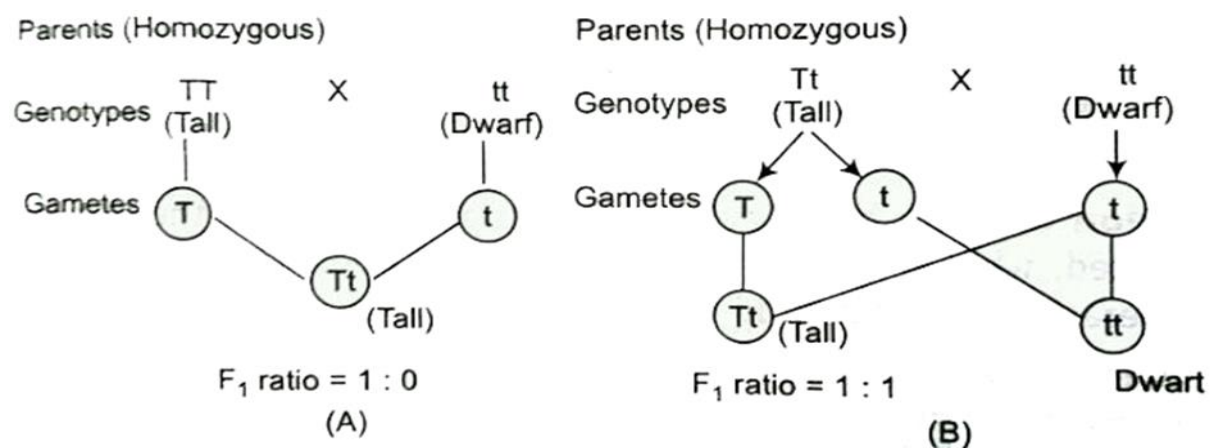 Parents (Homozygous)
TT X tt
Genotypes (Tall) (Dwarf)
Gametes T t
Tt
(Tall)
F₁ ratio = 1 : 0
(A)
Parents (Homozygous)
Tt X tt
Genotypes (Tall) (Dwarf)
Gametes T t t
Tt (Tall) tt
F₁ ratio = 1 : 1 Dwart
(B)